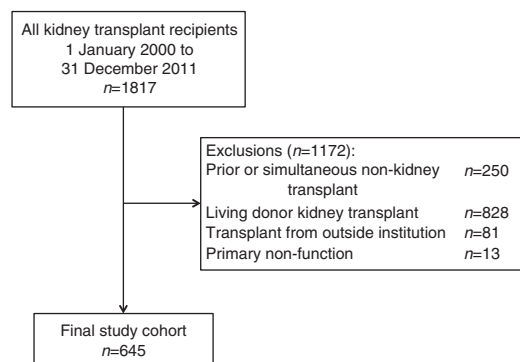 All kidney transplant recipients
1 January 2000 to
31 December 2011
n=1817
Exclusions (n=1172):
Prior or simultaneous non-kidney n=250
transplant
Living donor kidney transplant n=828
Transplant from outside institution n=81
Primary non-function n=13
Final study cohort
n=645